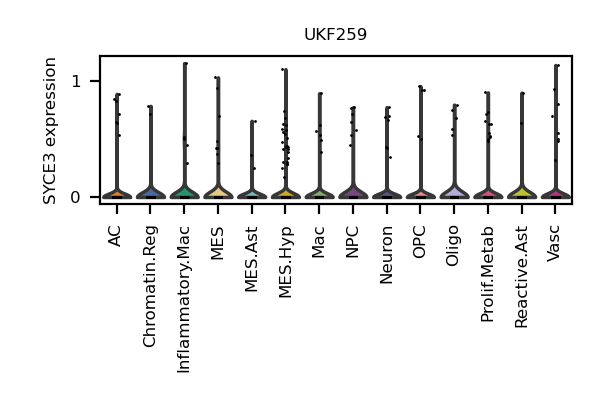 UKF259
SYCE3 expression
1
0
AC
Chromatin.Reg
Inflammatory.Mac
MES
MES.Ast
MES.Hyp
Mac
NPC
Neuron
OPC
Oligo
Prolif.Metab
Reactive.Ast
Vasc